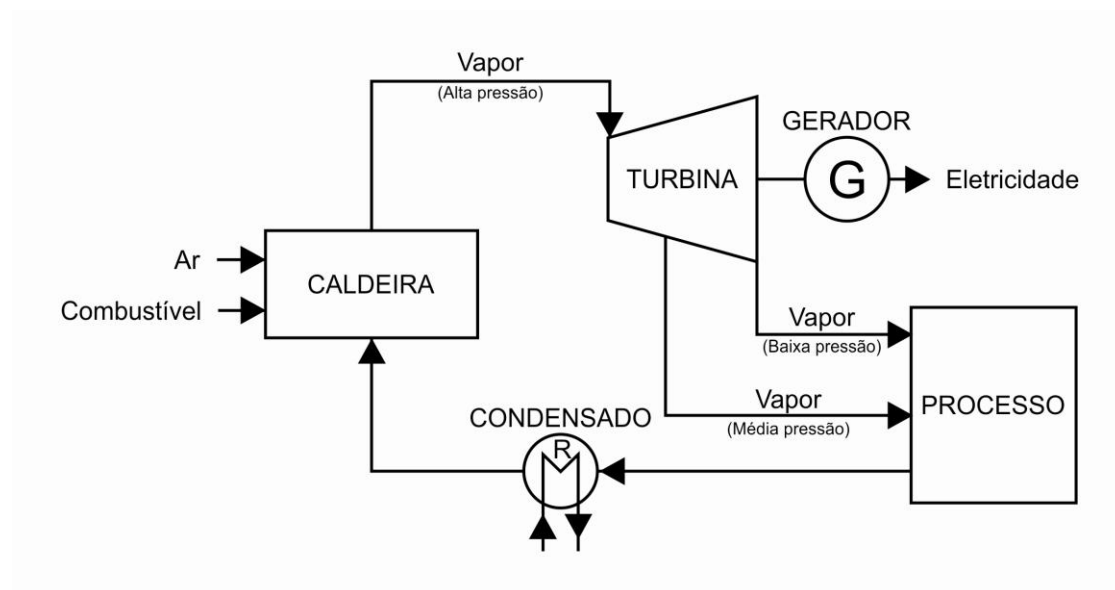 Vapor
(Alta pressão)
GERADOR
TURBINA
G
Eletricidade
Ar
CALDEIRA
Combustível
Vapor
(Baixa pressão)
Vapor
(Média pressão)
PROCESSO
CONDENSADO
R